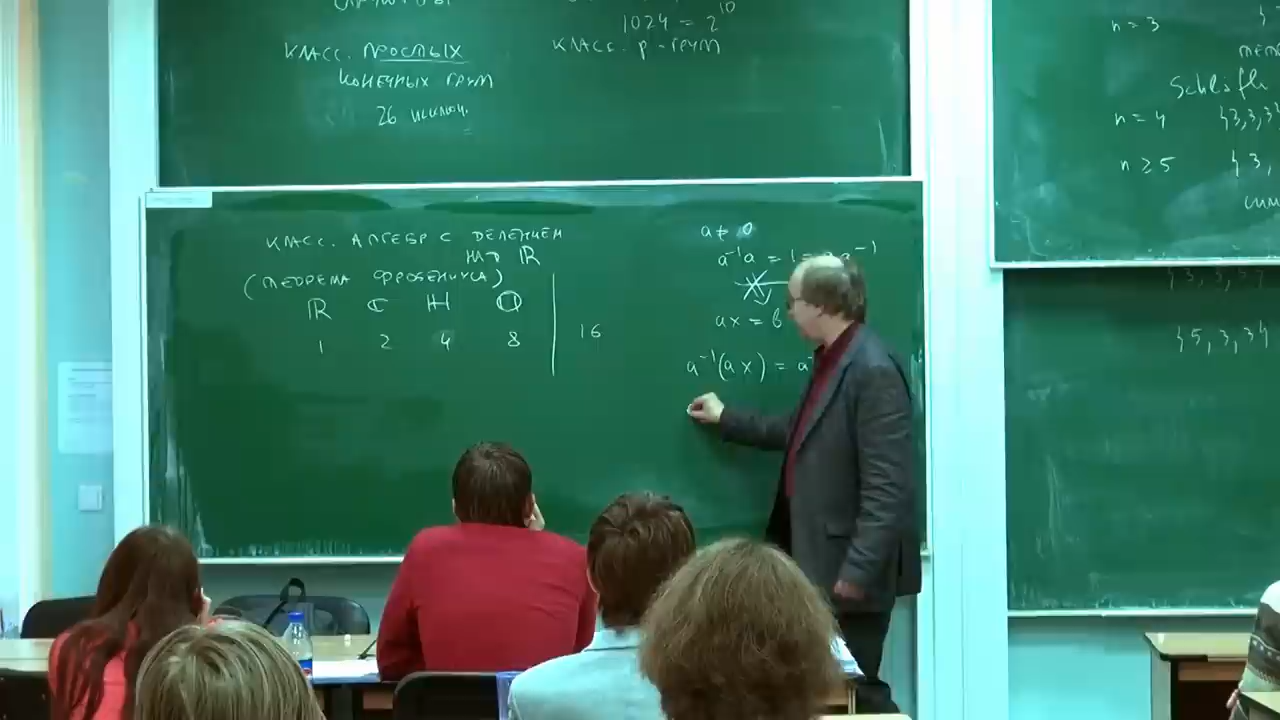 1024 = 2^10
КЛАСС. ПРОСТЫХ
КОНЕЧНЫХ ГРУПП
26 исключ.
КЛАСС. p-ГРУПП
КЛАСС. АЛГЕБР С ДЕЛЕНИЕМ
НАД ℝ
(ТЕОРЕМА ФРОБЕНИУСА)
ℝ ℂ ℍ 𝕆
1 2 4 8 16
a ≠ 0
a⁻¹a = 1 = a a⁻¹
ax = b
a⁻¹(ax) = a
n = 3
Schläfli
n = 4 {3,3,3}
n ≥ 5 {3,
{5,3,3}